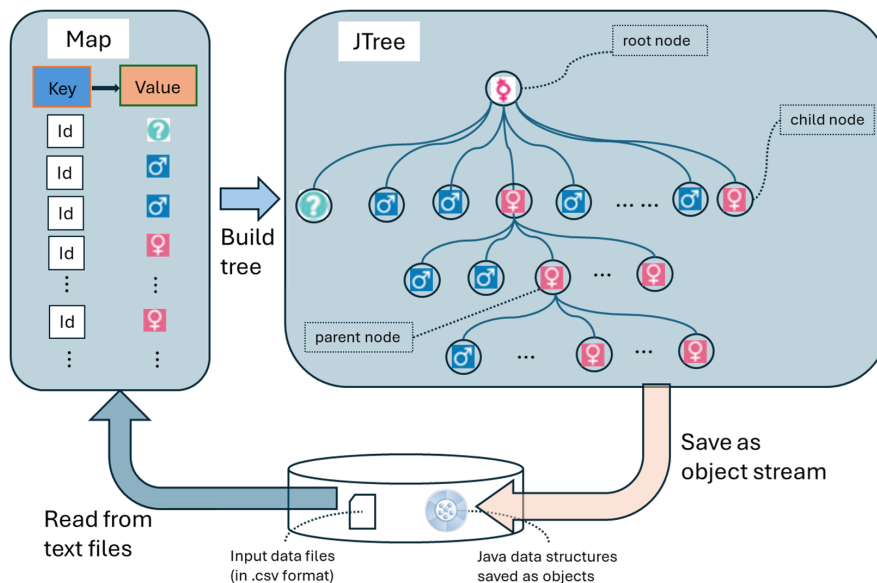 Map
Key
Value
Id
?
Id
Id
Id
⋮
⋮
Id
⋮
⋮
Build
tree
JTree
root node
child node
?
... ...
...
parent node
...
...
Save as
object stream
Read from
text files
Input data files
(in .csv format)
Java data structures
saved as objects